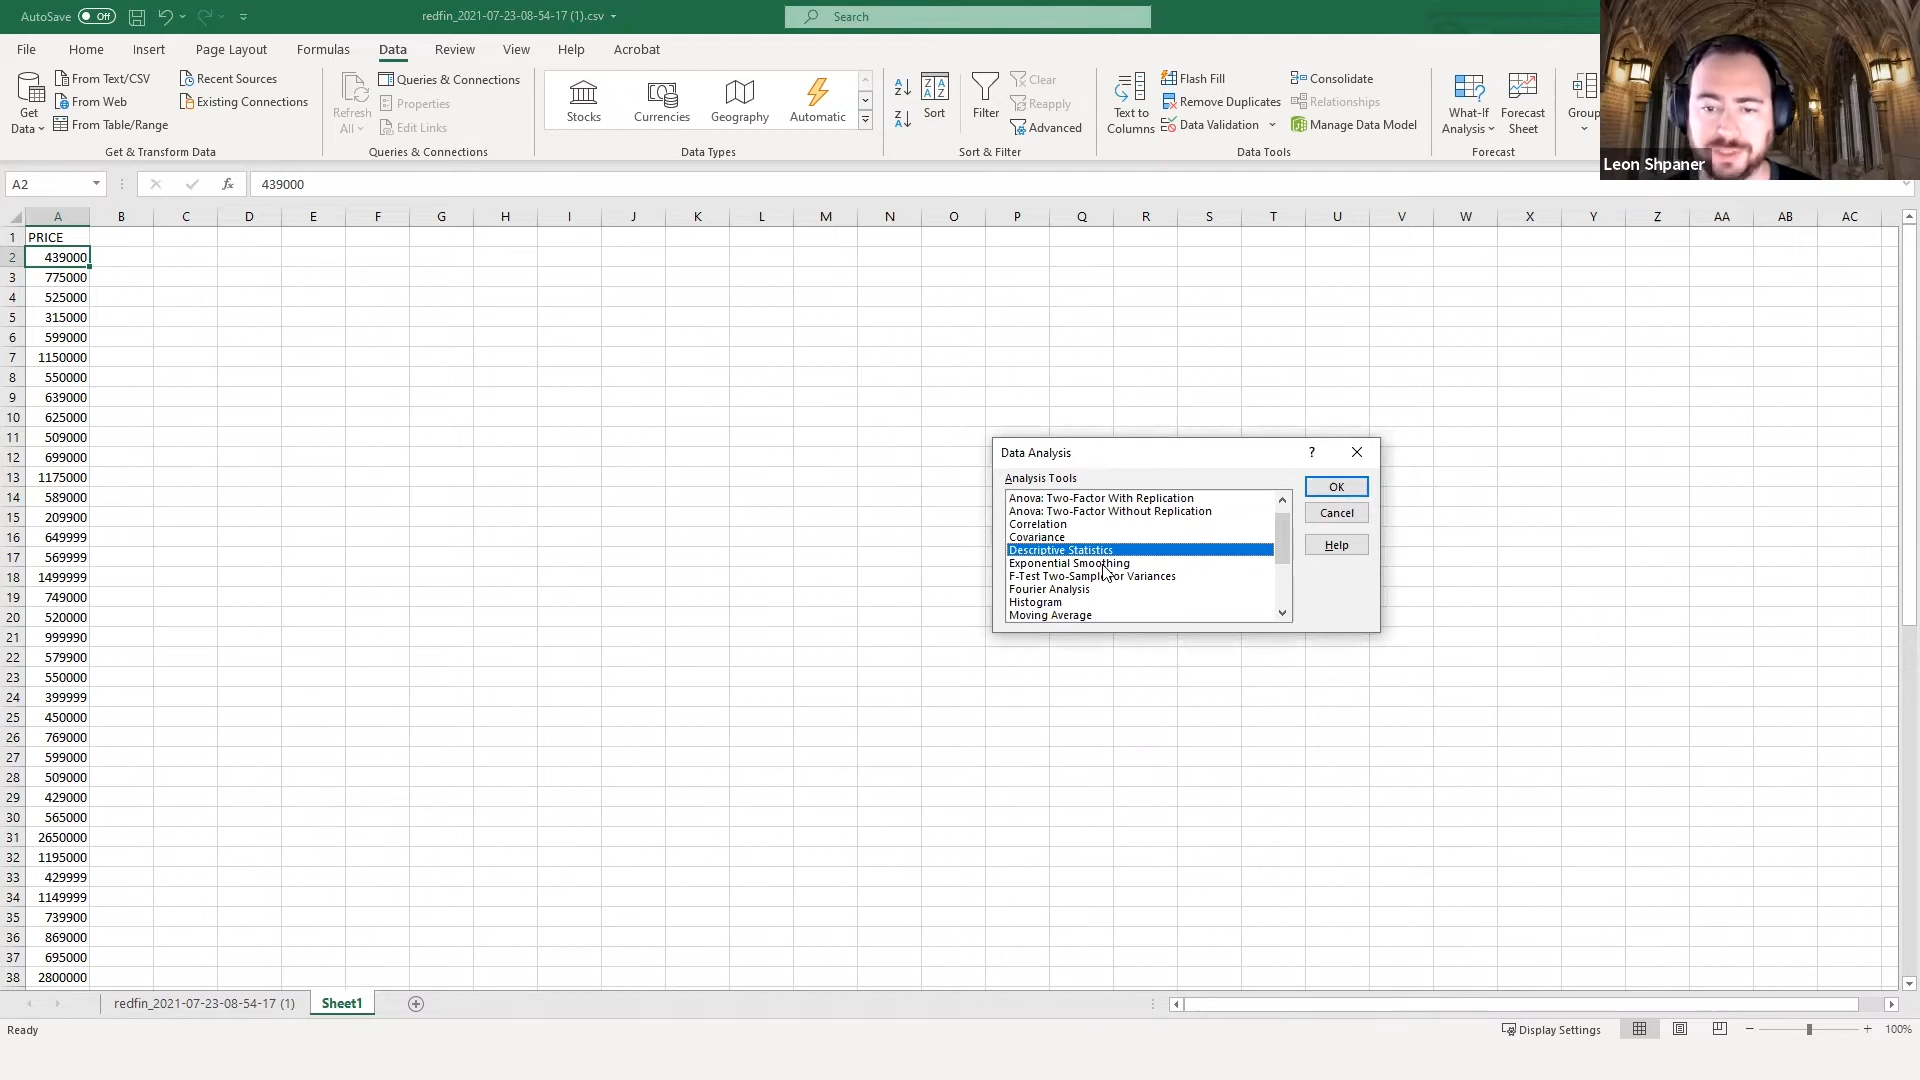 AutoSave Off
redfin_2021-07-23-08-54-17 (1).csv
Search
File Home Insert Page Layout Formulas Data Review View Help Acrobat
Get Data
From Text/CSV
From Web
From Table/Range
Recent Sources
Existing Connections
Get & Transform Data
Refresh All
Queries & Connections
Properties
Edit Links
Queries & Connections
Stocks
Currencies
Geography
Automatic
Data Types
Sort
Filter
Clear
Reapply
Advanced
Sort & Filter
Text to Columns
Flash Fill
Remove Duplicates
Data Validation
Consolidate
Relationships
Manage Data Model
Data Tools
What-If Analysis
Forecast Sheet
Forecast
Group
Leon Shpaner
A2
fx
439000
A B C D E F G H I J K L M N O P Q R S T U V W X Y Z AA AB AC
1 PRICE
2 439000
3 775000
4 525000
5 315000
6 599000
7 1150000
8 550000
9 639000
10 625000
11 509000
12 699000
13 1175000
14 589000
15 209900
16 649999
17 569999
18 1499999
19 749000
20 520000
21 999990
22 579900
23 550000
24 399999
25 450000
26 769000
27 599000
28 509000
29 429000
30 565000
31 2650000
32 1195000
33 429999
34 1149999
35 739900
36 869000
37 695000
38 2800000
Data Analysis
?
Analysis Tools
Anova: Two-Factor With Replication
Anova: Two-Factor Without Replication
Correlation
Covariance
Descriptive Statistics
Exponential Smoothing
F-Test Two-Sample for Variances
Fourier Analysis
Histogram
Moving Average
OK
Cancel
Help
redfin_2021-07-23-08-54-17 (1)
Sheet1
Ready
Display Settings
100%